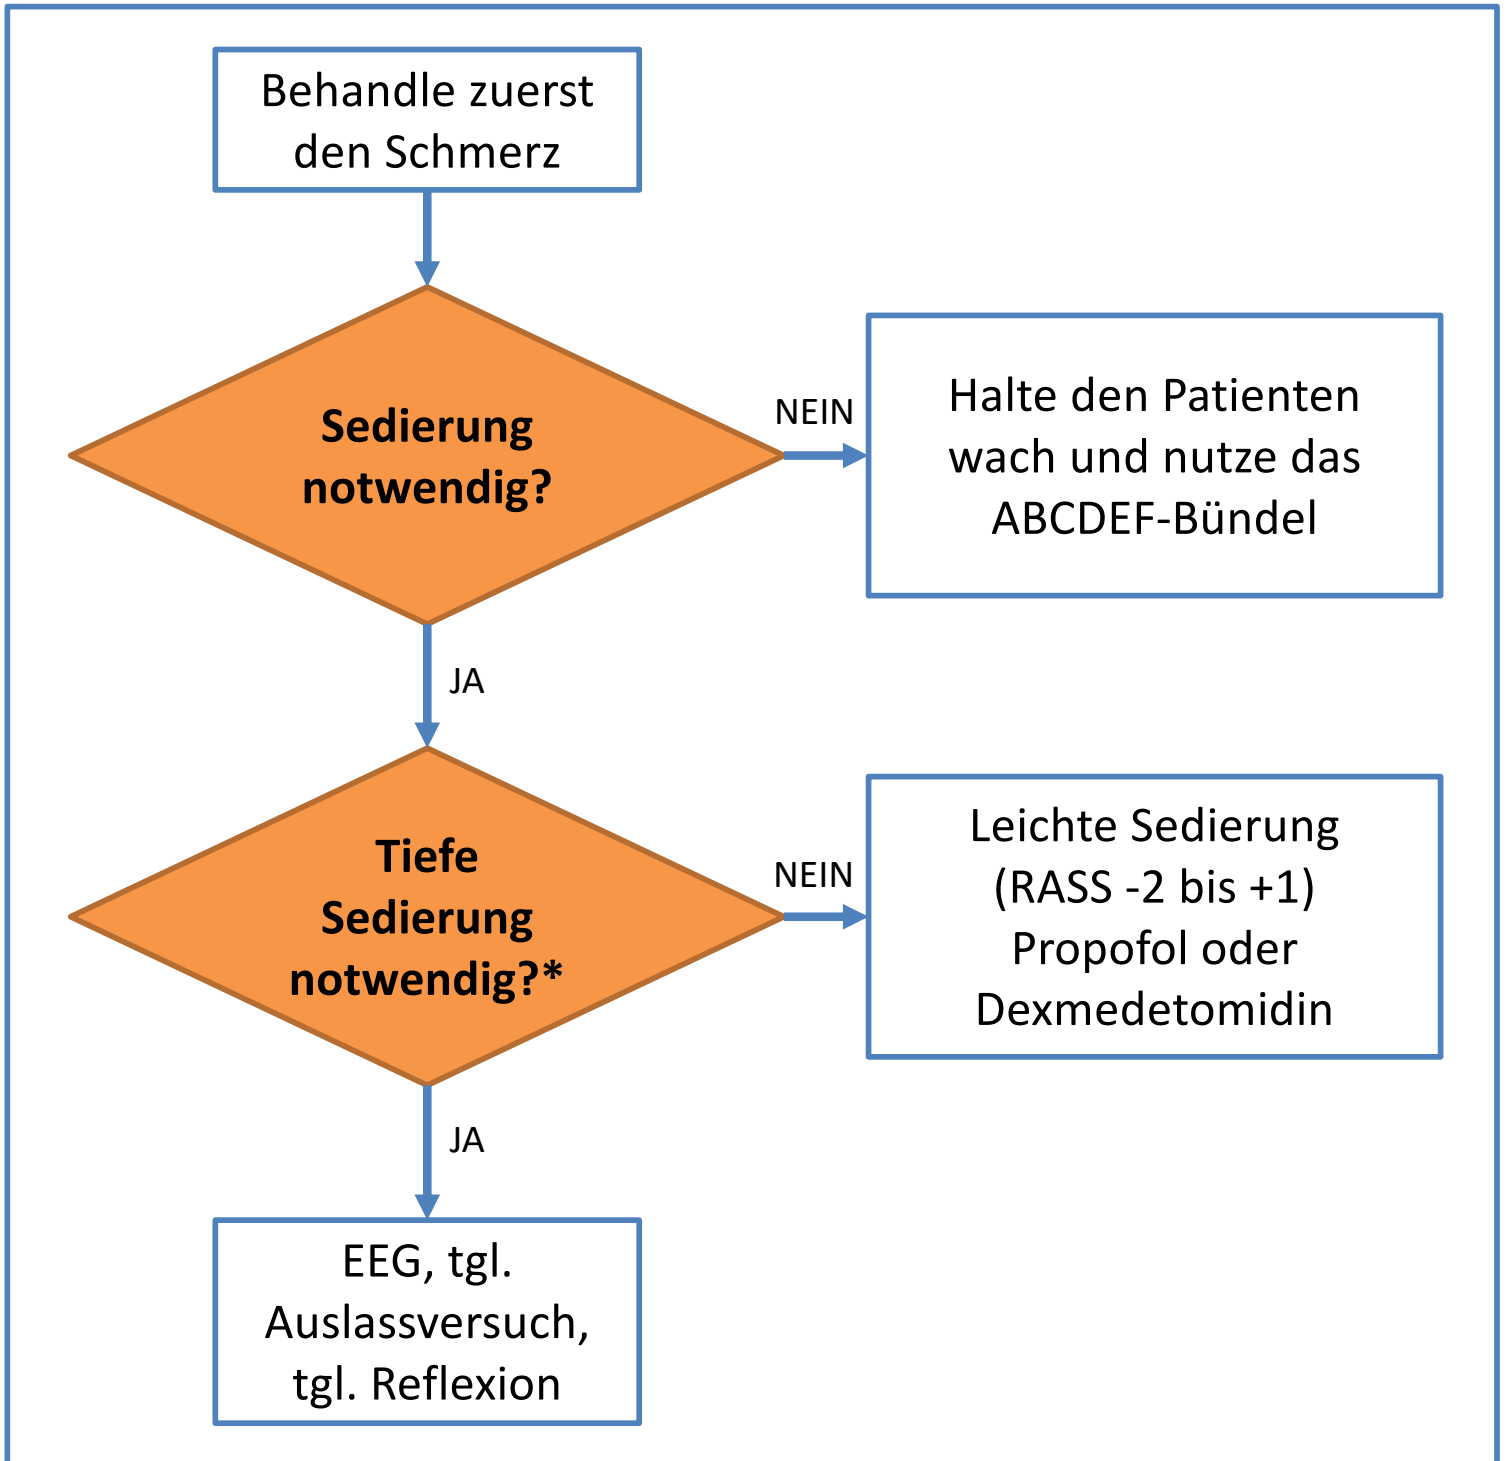 Behandle zuerst
den Schmerz
Sedierung
notwendig?
NEIN
Halte den Patienten
wach und nutze das
ABCDEF-Bündel
JA
Tiefe
Sedierung
notwendig?*
NEIN
Leichte Sedierung
(RASS -2 bis +1)
Propofol oder
Dexmedetomidin
JA
EEG, tgl.
Auslassversuch,
tgl. Reflexion